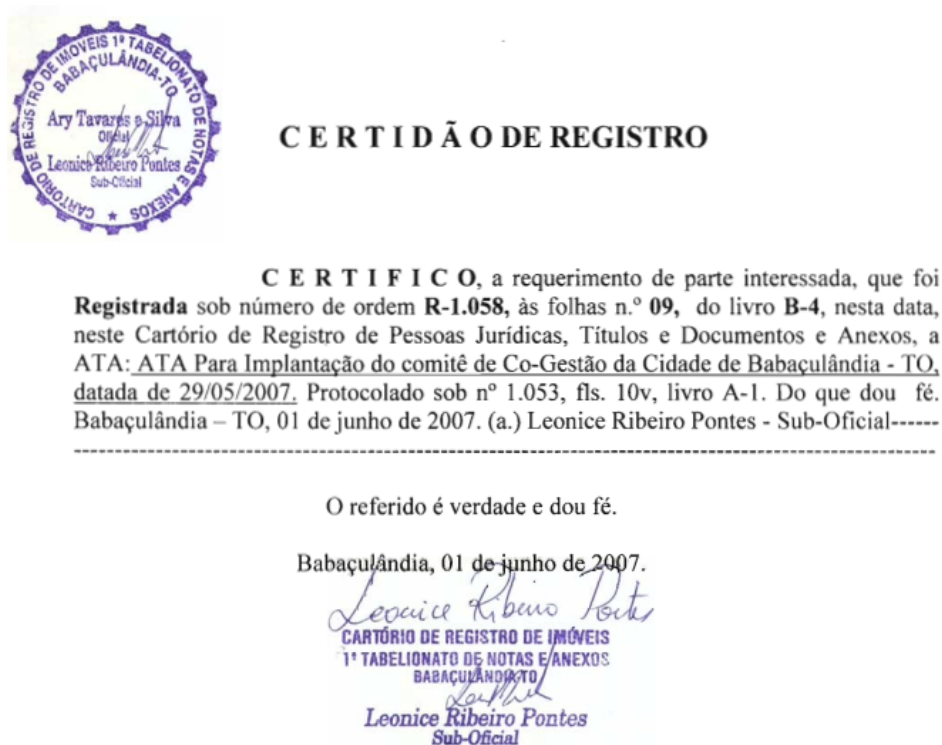 CARTÓRIO DE REGISTRO DE IMÓVEIS 1º TABELIONATO DE NOTAS E ANEXOS
BABAÇULÂNDIA-TO
Ary Tavares e Silva
Oficial
Leonice Ribeiro Pontes
Sub-Oficial
C E R T I D Ã O DE REGISTRO
C E R T I F I C O, a requerimento de parte interessada, que foi
Registrada sob número de ordem R-1.058, às folhas n.º 09, do livro B-4, nesta data,
neste Cartório de Registro de Pessoas Jurídicas, Títulos e Documentos e Anexos, a
ATA: ATA Para Implantação do comitê de Co-Gestão da Cidade de Babaçulândia - TO,
datada de 29/05/2007. Protocolado sob nº 1.053, fls. 10v, livro A-1. Do que dou fé.
Babaçulândia – TO, 01 de junho de 2007. (a.) Leonice Ribeiro Pontes - Sub-Oficial------
--------------------------------------------------------------------------------------------------
O referido é verdade e dou fé.
Babaçulândia, 01 de junho de 2007.
Leonice Ribeiro Pontes
CARTÓRIO DE REGISTRO DE IMÓVEIS
1º TABELIONATO DE NOTAS E ANEXOS
BABAÇULÂNDIA-TO
Leonice Ribeiro Pontes
Sub-Oficial